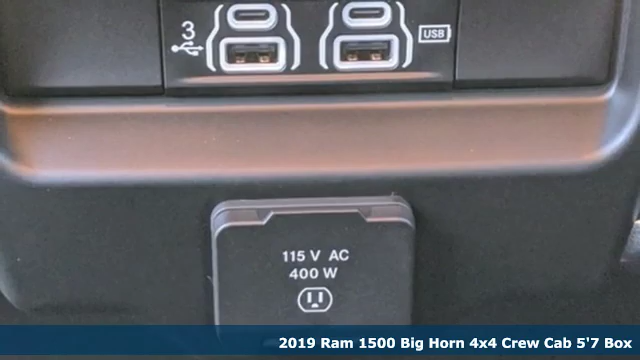 3
USB
115 V AC
400 W
2019 Ram 1500 Big Horn 4x4 Crew Cab 5'7 Box